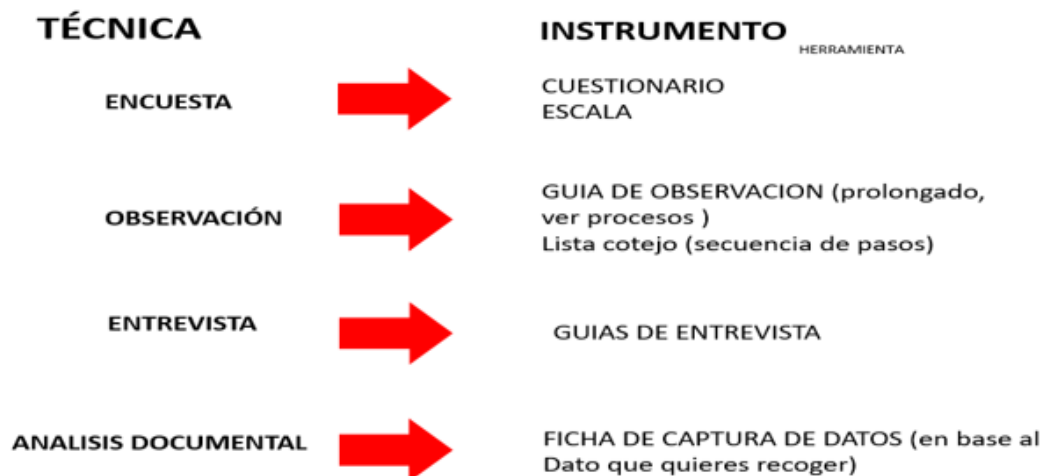 TÉCNICA
INSTRUMENTO HERRAMIENTA
ENCUESTA
CUESTIONARIO
ESCALA
OBSERVACIÓN
GUIA DE OBSERVACION (prolongado,
ver procesos )
Lista cotejo (secuencia de pasos)
ENTREVISTA
GUIAS DE ENTREVISTA
ANALISIS DOCUMENTAL
FICHA DE CAPTURA DE DATOS (en base al
Dato que quieres recoger)